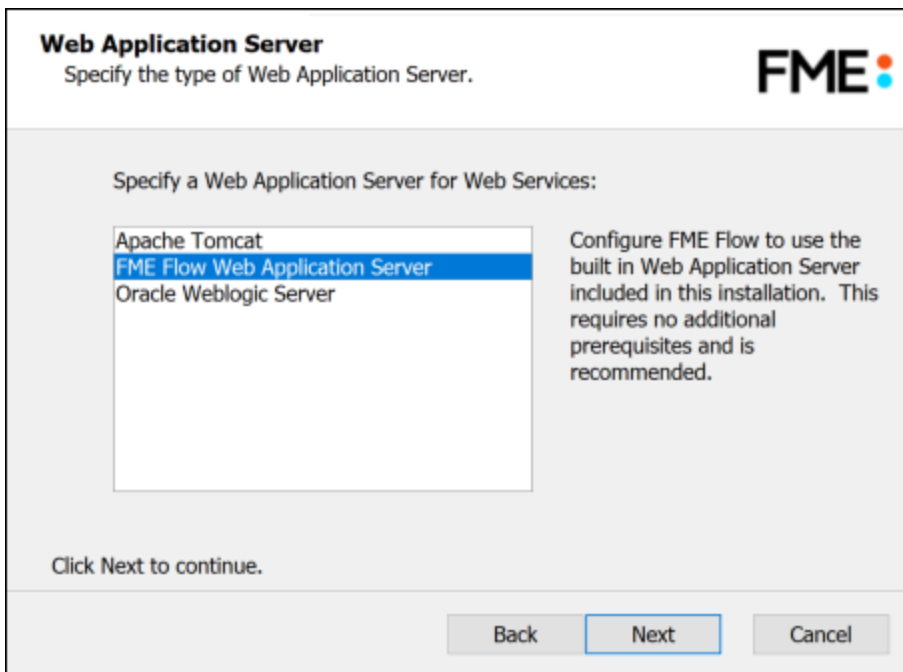 Web Application Server
Specify the type of Web Application Server.
FME
Specify a Web Application Server for Web Services:
Apache Tomcat
FME Flow Web Application Server
Oracle Weblogic Server
Configure FME Flow to use the
built in Web Application Server
included in this installation.  This
requires no additional
prerequisites and is
recommended.
Click Next to continue.
Back
Next
Cancel